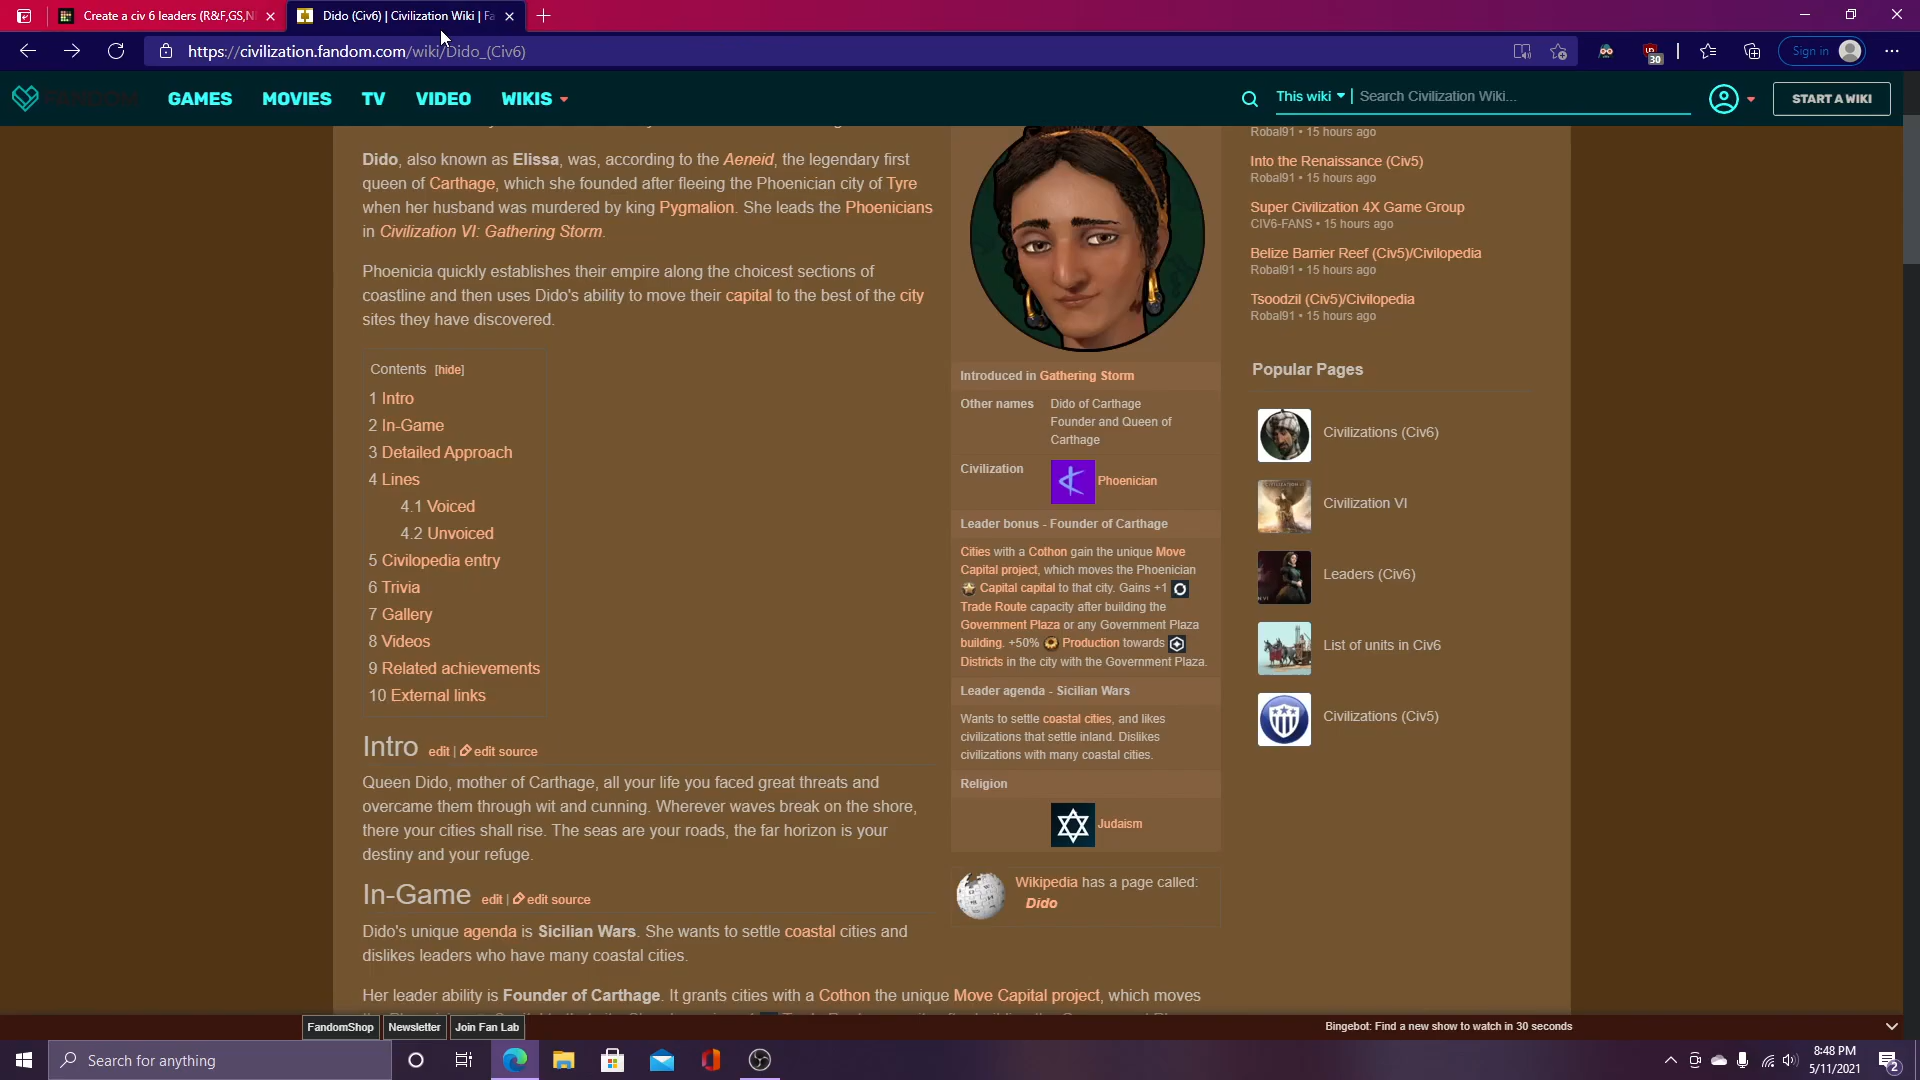 Create a civ 6 leaders (R&F,GS,N
Dido (Civ6) | Civilization Wiki | Fa
https://civilization.fandom.com/wiki/Dido_(Civ6)
30
Sign in
GAMES
MOVIES
TV
VIDEO
WIKIS
This wiki
Search Civilization Wiki...
START A WIKI
Dido, also known as Elissa, was, according to the Aeneid, the legendary first
queen of Carthage, which she founded after fleeing the Phoenician city of Tyre
when her husband was murdered by king Pygmalion. She leads the Phoenicians
in Civilization VI: Gathering Storm.
Phoenicia quickly establishes their empire along the choicest sections of
coastline and then uses Dido's ability to move their capital to the best of the city
sites they have discovered.
Contents [hide]
1 Intro
2 In-Game
3 Detailed Approach
4 Lines
4.1 Voiced
4.2 Unvoiced
5 Civilopedia entry
6 Trivia
7 Gallery
8 Videos
9 Related achievements
10 External links
Intro edit | edit source
Queen Dido, mother of Carthage, all your life you faced great threats and
overcame them through wit and cunning. Wherever waves break on the shore,
there your cities shall rise. The seas are your roads, the far horizon is your
destiny and your refuge.
In-Game edit | edit source
Dido's unique agenda is Sicilian Wars. She wants to settle coastal cities and
dislikes leaders who have many coastal cities.
Her leader ability is Founder of Carthage. It grants cities with a Cothon the unique Move Capital project, which moves
Introduced in Gathering Storm
Other names
Dido of Carthage
Founder and Queen of
Carthage
Civilization
Phoenician
Leader bonus - Founder of Carthage
Cities with a Cothon gain the unique Move
Capital project, which moves the Phoenician
Capital capital to that city. Gains +1
Trade Route capacity after building the
Government Plaza or any Government Plaza
building. +50% Production towards
Districts in the city with the Government Plaza.
Leader agenda - Sicilian Wars
Wants to settle coastal cities, and likes
civilizations that settle inland. Dislikes
civilizations with many coastal cities.
Religion
Judaism
Wikipedia has a page called:
Dido
Robal91 • 15 hours ago
Into the Renaissance (Civ5)
Robal91 • 15 hours ago
Super Civilization 4X Game Group
CIV6-FANS • 15 hours ago
Belize Barrier Reef (Civ5)/Civilopedia
Robal91 • 15 hours ago
Tsoodzil (Civ5)/Civilopedia
Robal91 • 15 hours ago
Popular Pages
Civilizations (Civ6)
Civilization VI
Leaders (Civ6)
List of units in Civ6
Civilizations (Civ5)
FandomShop
Newsletter
Join Fan Lab
Bingebot: Find a new show to watch in 30 seconds
Search for anything
8:48 PM
5/11/2021
2